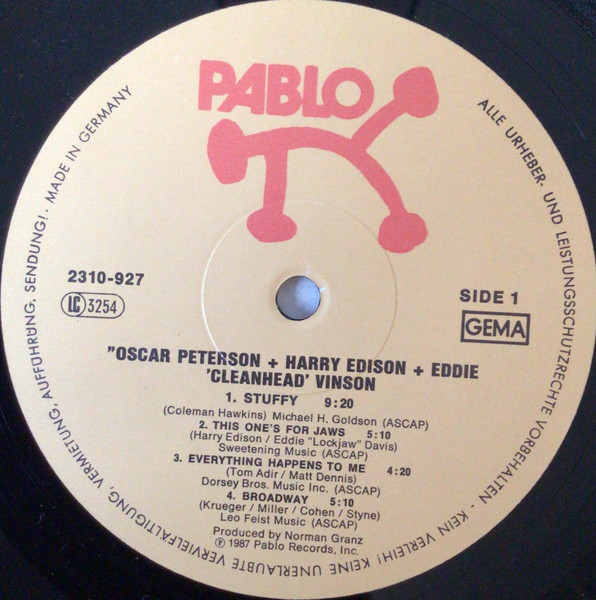 PABLO
MADE IN GERMANY
ALLE URHEBER- UND LEISTUNGSSCHUTZRECHTE VORBEHALTEN - KEIN VERLEIH! KEINE UNERLAUBTE VERVIELFÄLTIGUNG, VERMIETUNG, AUFFÜHRUNG, SENDUNG!
2310-927
LC 3254
SIDE 1
GEMA
"OSCAR PETERSON + HARRY EDISON + EDDIE
'CLEANHEAD' VINSON
1. STUFFY 9:20
(Coleman Hawkins) Michael H. Goldson (ASCAP)
2. THIS ONE'S FOR JAWS 5:10
(Harry Edison / Eddie "Lockjaw" Davis)
Sweetening Music (ASCAP)
3. EVERYTHING HAPPENS TO ME 4:20
(Tom Adir / Matt Dennis)
Dorsey Bros. Music Inc. (ASCAP)
4. BROADWAY 5:10
(Krueger / Miller / Cohen / Styne)
Leo Feist Music (ASCAP)
Produced by Norman Granz
℗ 1987 Pablo Records, Inc.